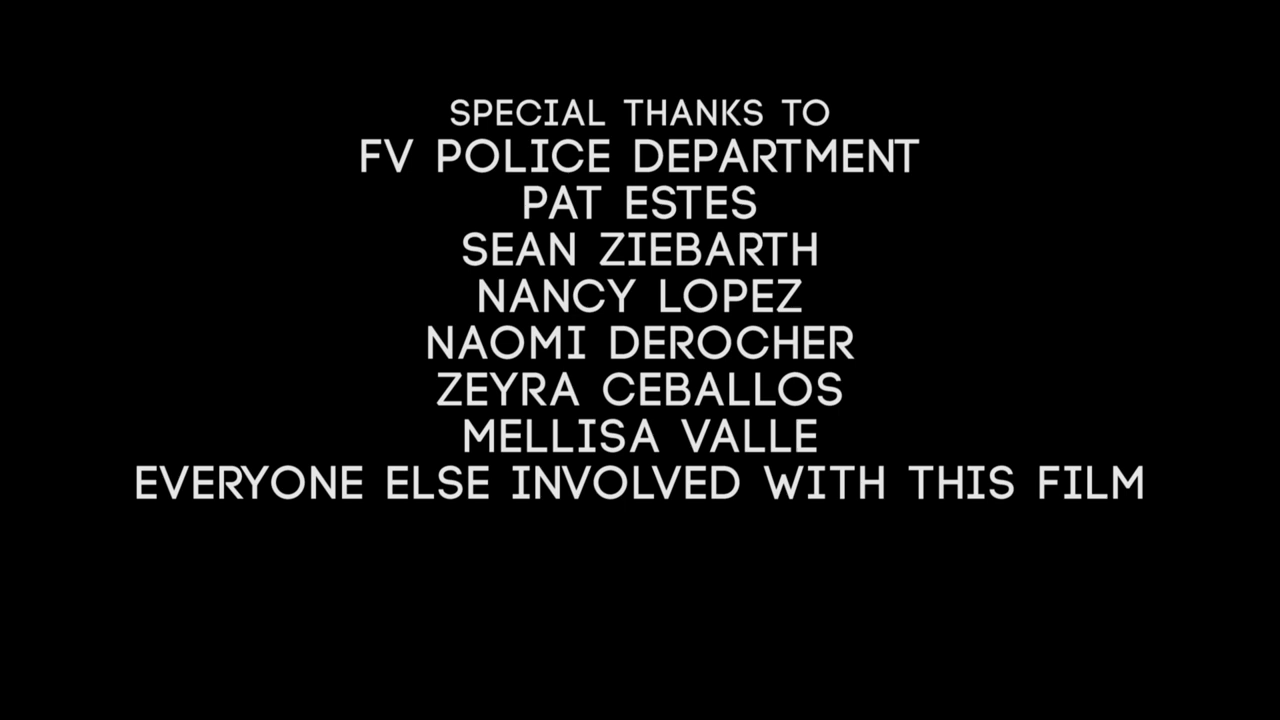 SPECIAL THANKS TO
FV POLICE DEPARTMENT
PAT ESTES
SEAN ZIEBARTH
NANCY LOPEZ
NAOMI DEROCHER
ZEYRA CEBALLOS
MELLISA VALLE
EVERYONE ELSE INVOLVED WITH THIS FILM